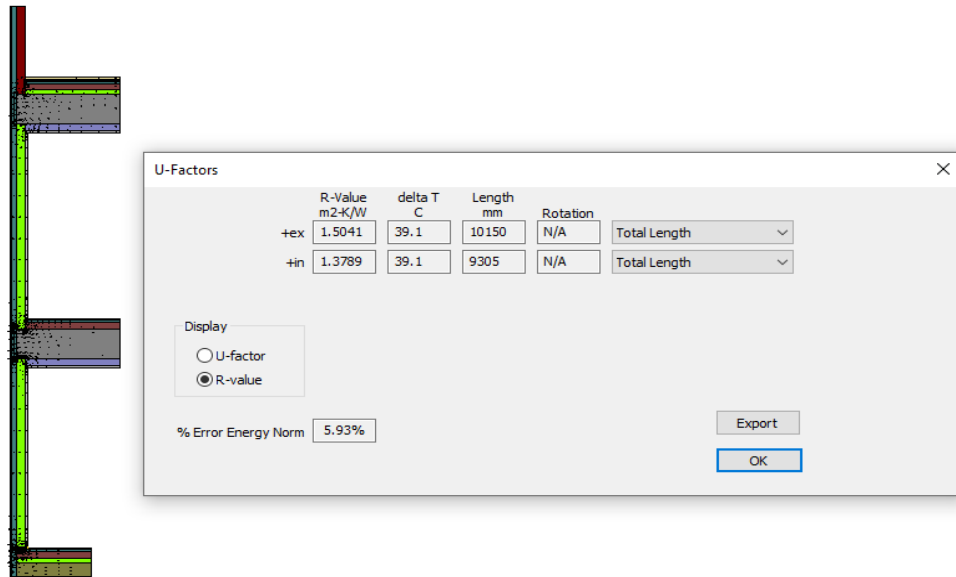 U-Factors
R-Value delta T Length
m2-K/W C mm Rotation
+ex 1.5041 39.1 10150 N/A Total Length
+in 1.3789 39.1 9305 N/A Total Length
Display
U-factor
R-value
% Error Energy Norm 5.93%
Export
OK